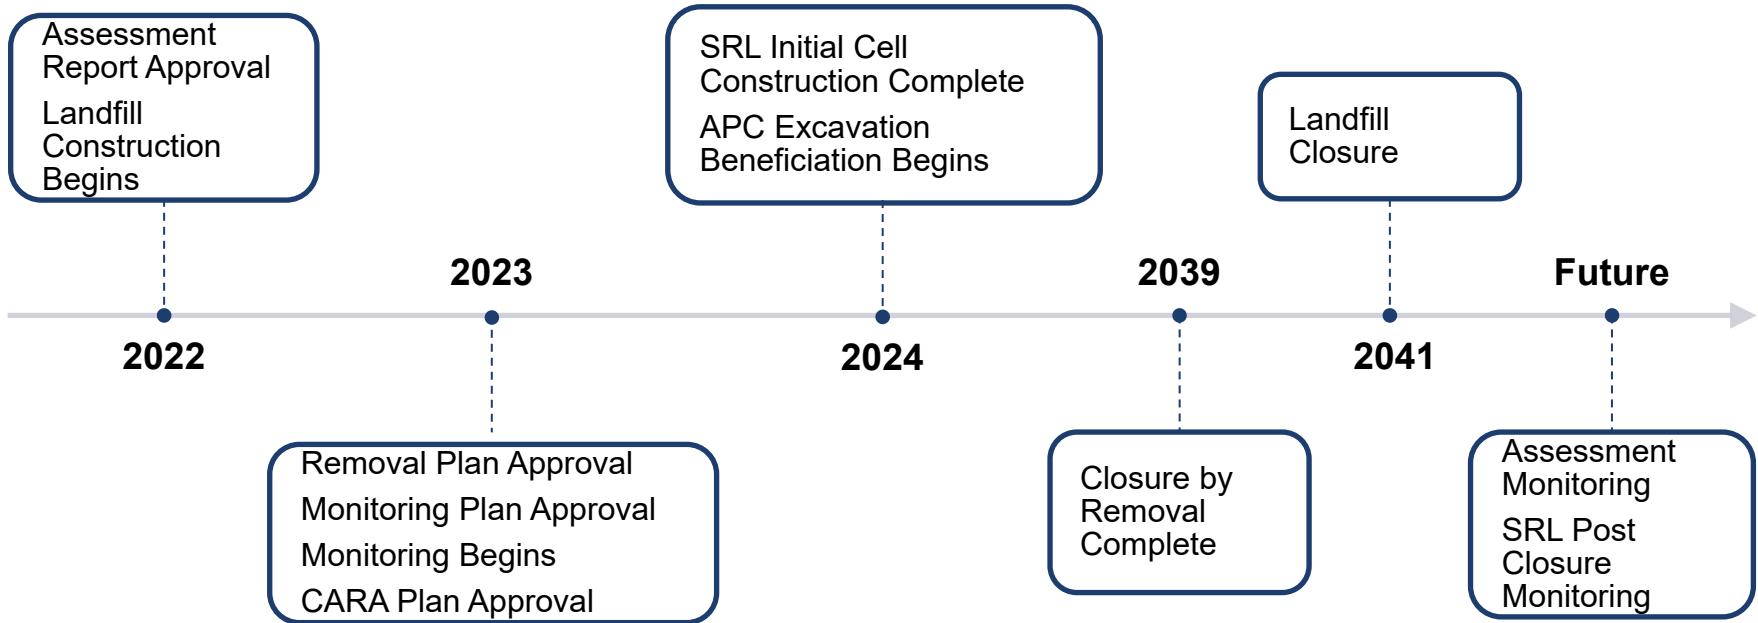 Assessment
Report Approval
Landfill
Construction
Begins
2022
2023
Removal Plan Approval
Monitoring Plan Approval
Monitoring Begins
CARA Plan Approval
SRL Initial Cell
Construction Complete
APC Excavation
Beneficiation Begins
2024
2039
Closure by
Removal
Complete
Landfill
Closure
2041
Future
Assessment
Monitoring
SRL Post
Closure
Monitoring